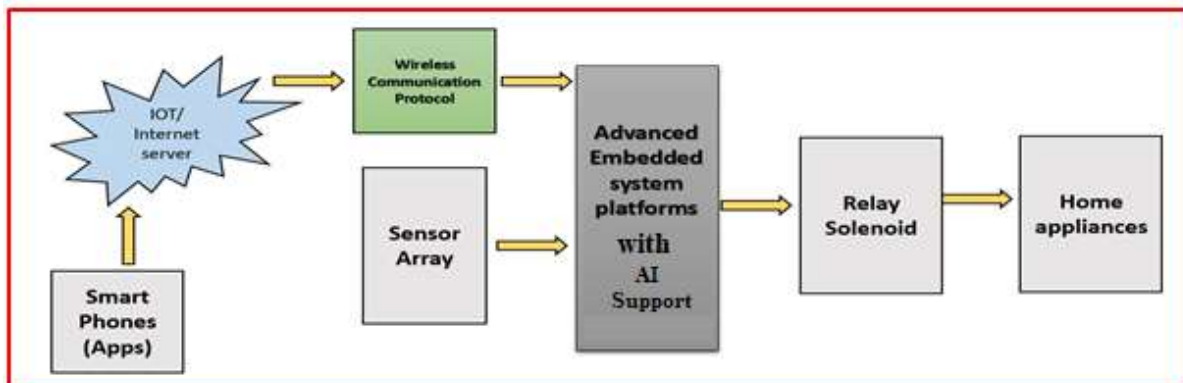 IOT/
Internet
server
Wireless
Communication
Protocol
Smart
Phones
(Apps)
Sensor
Array
Advanced
Embedded
system
platforms
with
AI
Support
Relay
Solenoid
Home
appliances